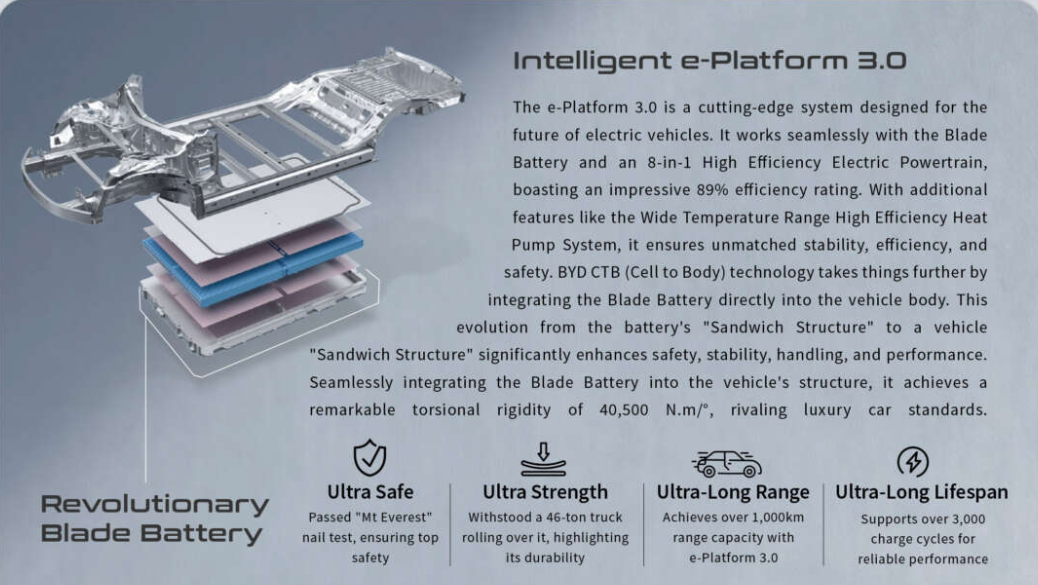 Intelligent e-Platform 3.0
The e-Platform 3.0 is a cutting-edge system designed for the
future of electric vehicles. It works seamlessly with the Blade
Battery and an 8-in-1 High Efficiency Electric Powertrain,
boasting an impressive 89% efficiency rating. With additional
features like the Wide Temperature Range High Efficiency Heat
Pump System, it ensures unmatched stability, efficiency, and
safety. BYD CTB (Cell to Body) technology takes things further by
integrating the Blade Battery directly into the vehicle body. This
evolution from the battery's "Sandwich Structure" to a vehicle
"Sandwich Structure" significantly enhances safety, stability, handling, and performance.
Seamlessly integrating the Blade Battery into the vehicle's structure, it achieves a
remarkable torsional rigidity of 40,500 N.m/°, rivaling luxury car standards.
Revolutionary
Blade Battery
Ultra Safe
Passed "Mt Everest"
nail test, ensuring top
safety
Ultra Strength
Withstood a 46-ton truck
rolling over it, highlighting
its durability
Ultra-Long Range
Achieves over 1,000km
range capacity with
e-Platform 3.0
Ultra-Long Lifespan
Supports over 3,000
charge cycles for
reliable performance